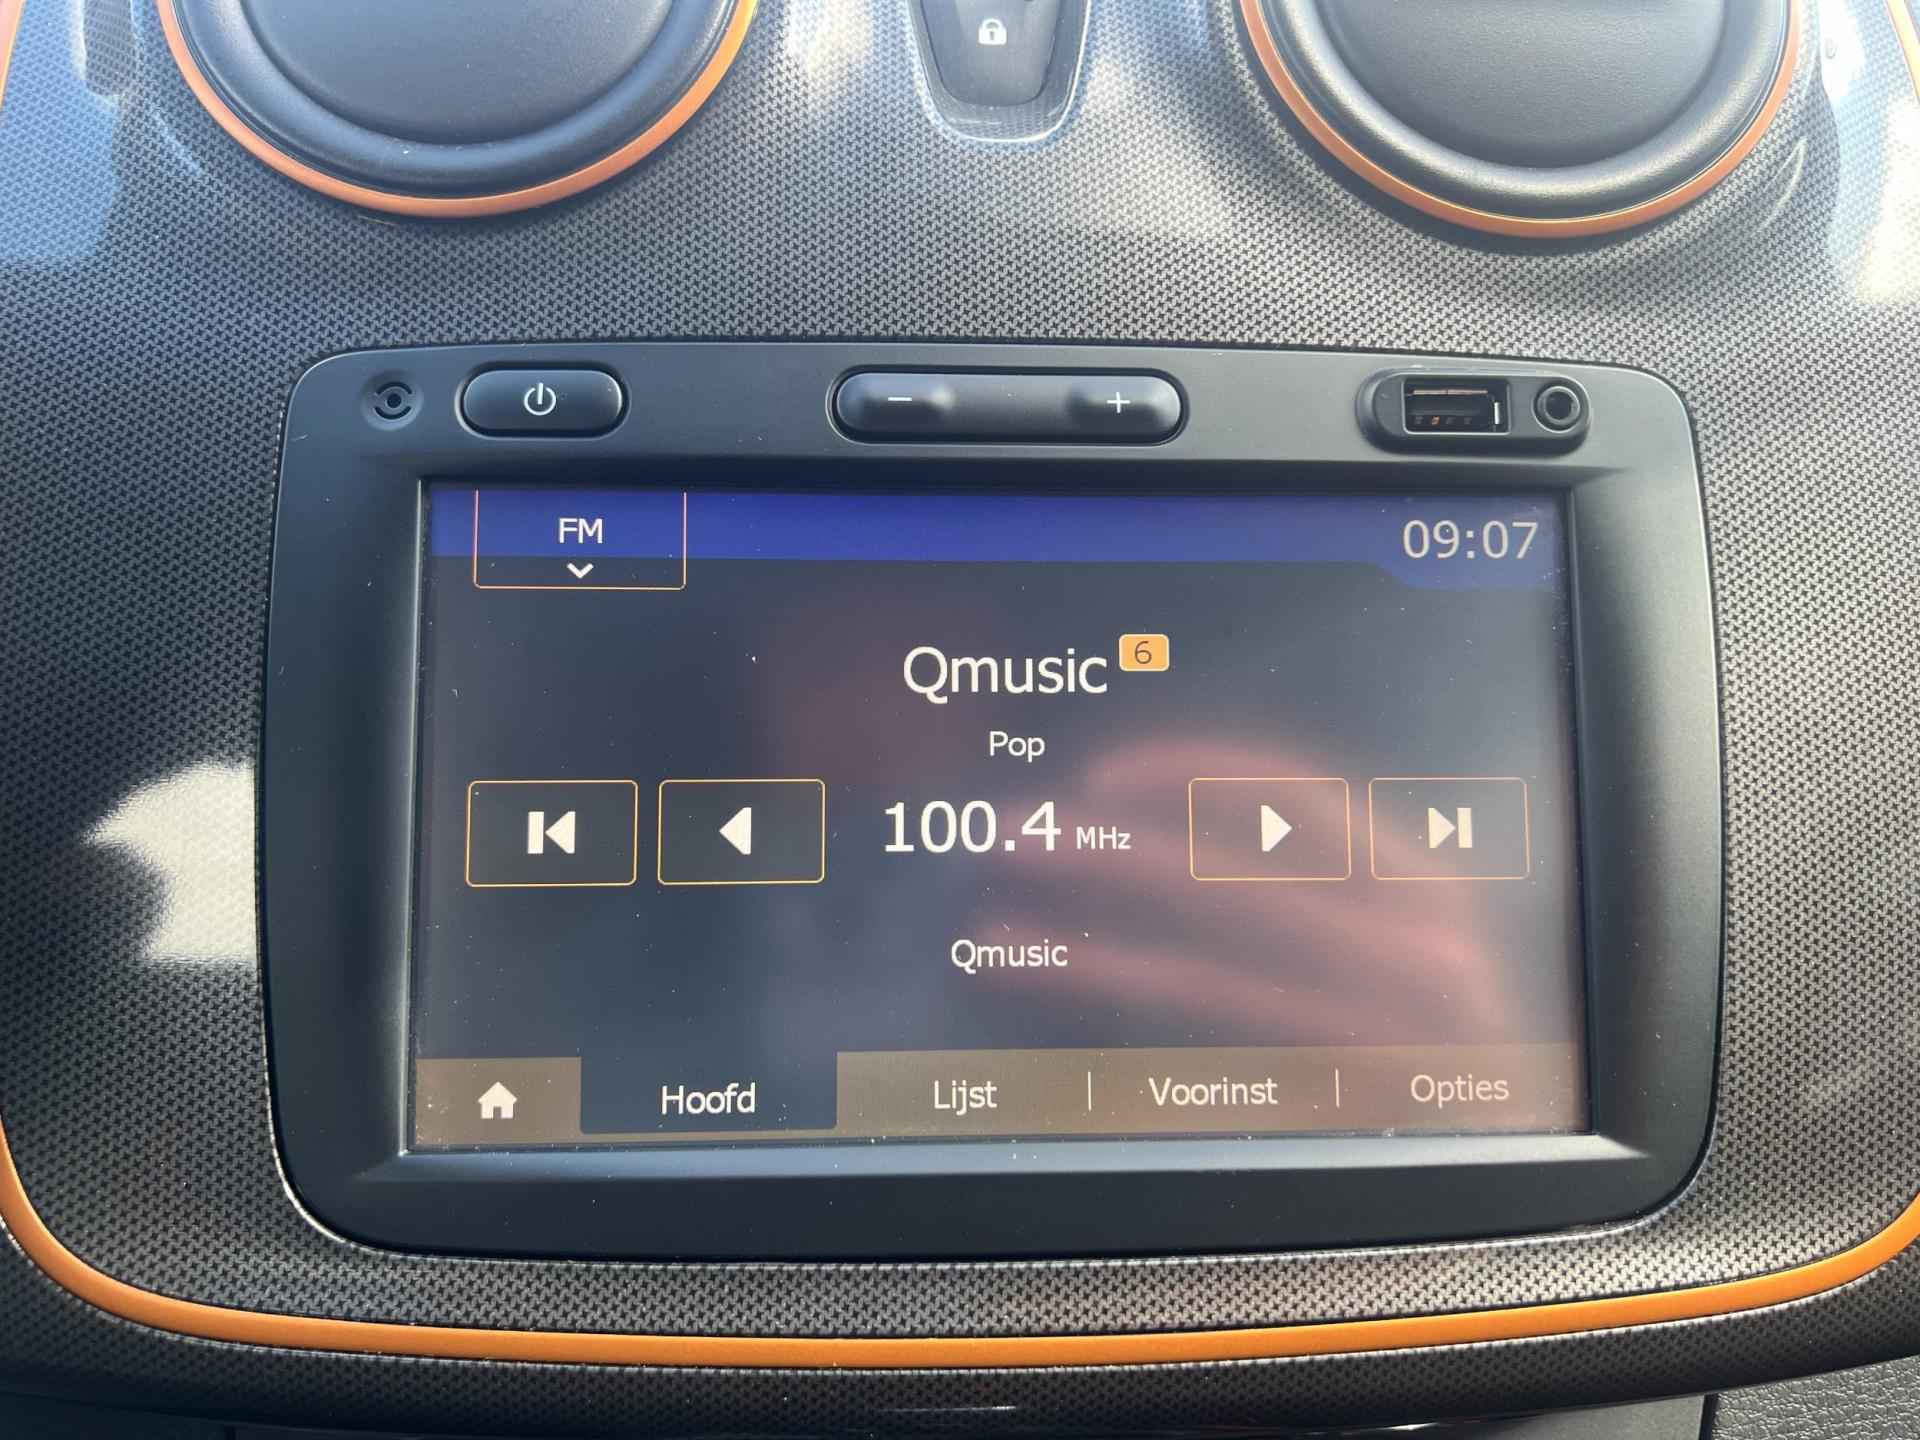 FM
09:07
Qmusic 6
Pop
100.4 MHz
Qmusic
Hoofd Lijst Voorinst Opties